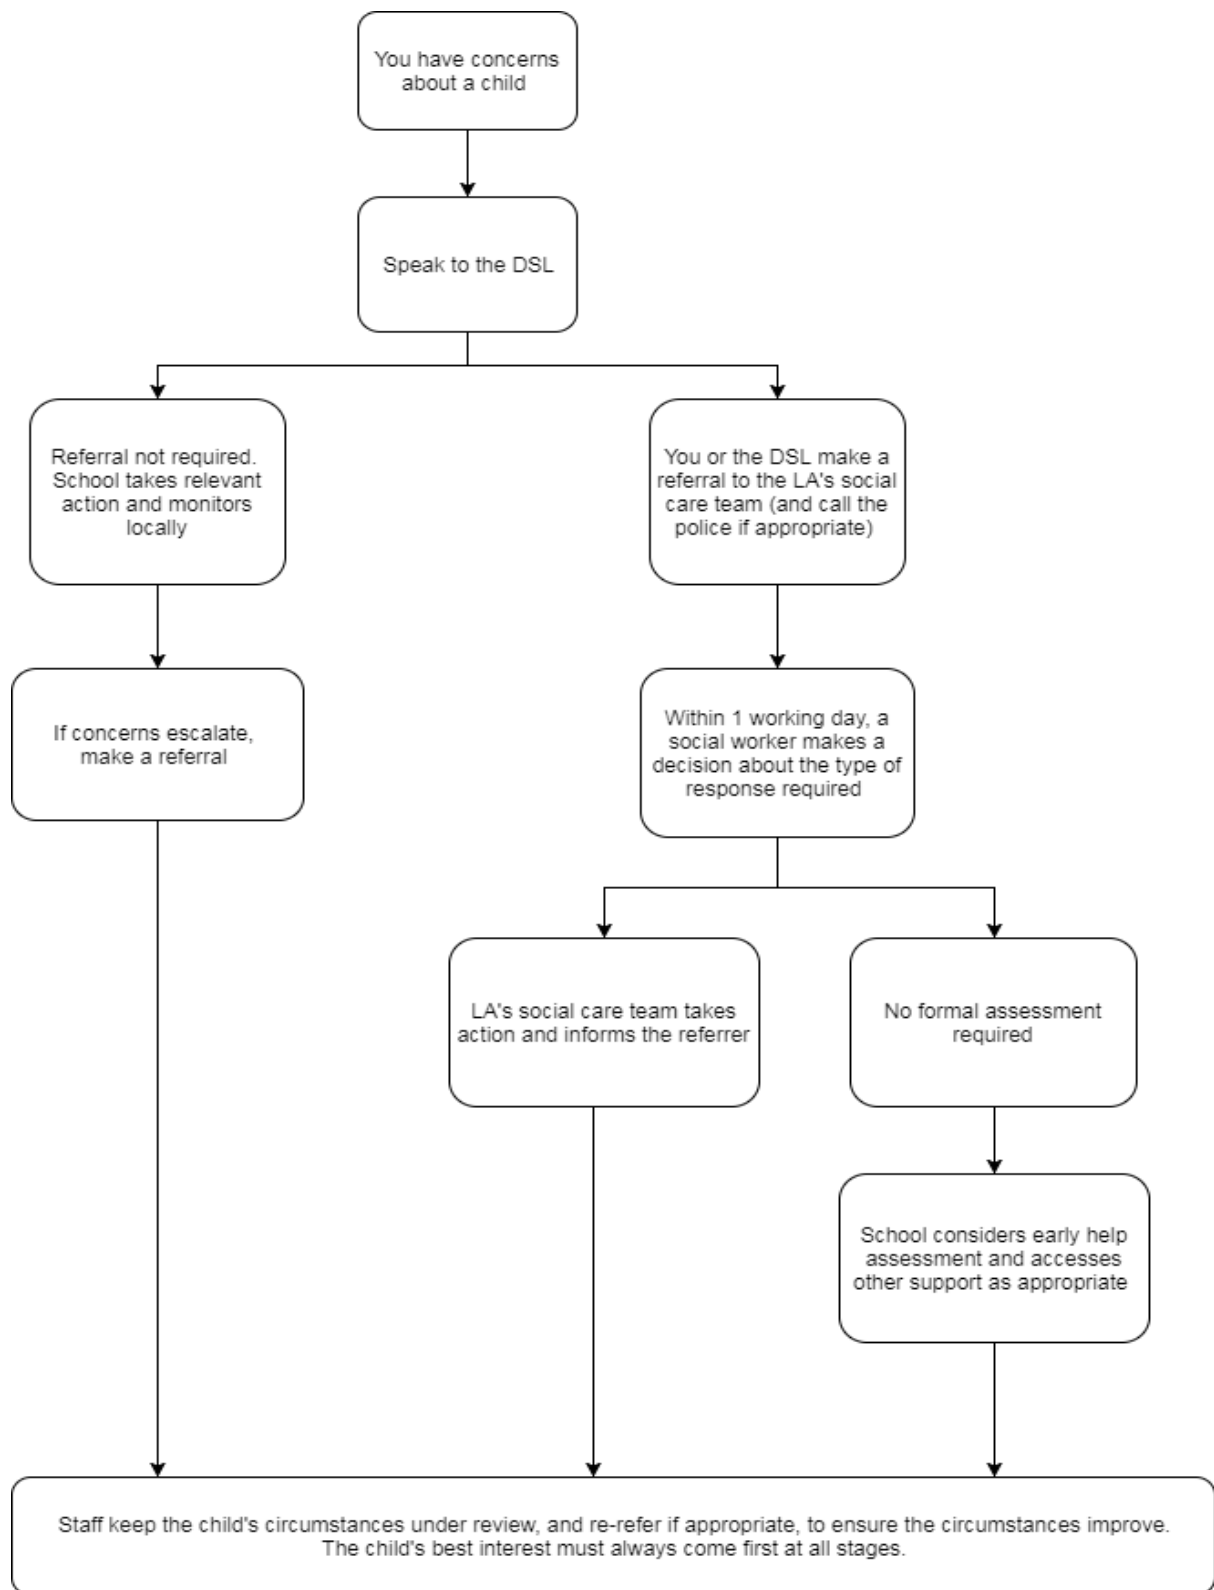 You have concerns
about a child
Speak to the DSL
Referral not required.
School takes relevant
action and monitors
locally
You or the DSL make a
referral to the LA's social
care team (and call the
police if appropriate)
If concerns escalate,
make a referral
Within 1 working day, a
social worker makes a
decision about the type of
response required
LA's social care team takes
action and informs the referrer
No formal assessment
required
School considers early help
assessment and accesses
other support as appropriate
Staff keep the child's circumstances under review, and re-refer if appropriate, to ensure the circumstances improve.
The child's best interest must always come first at all stages.